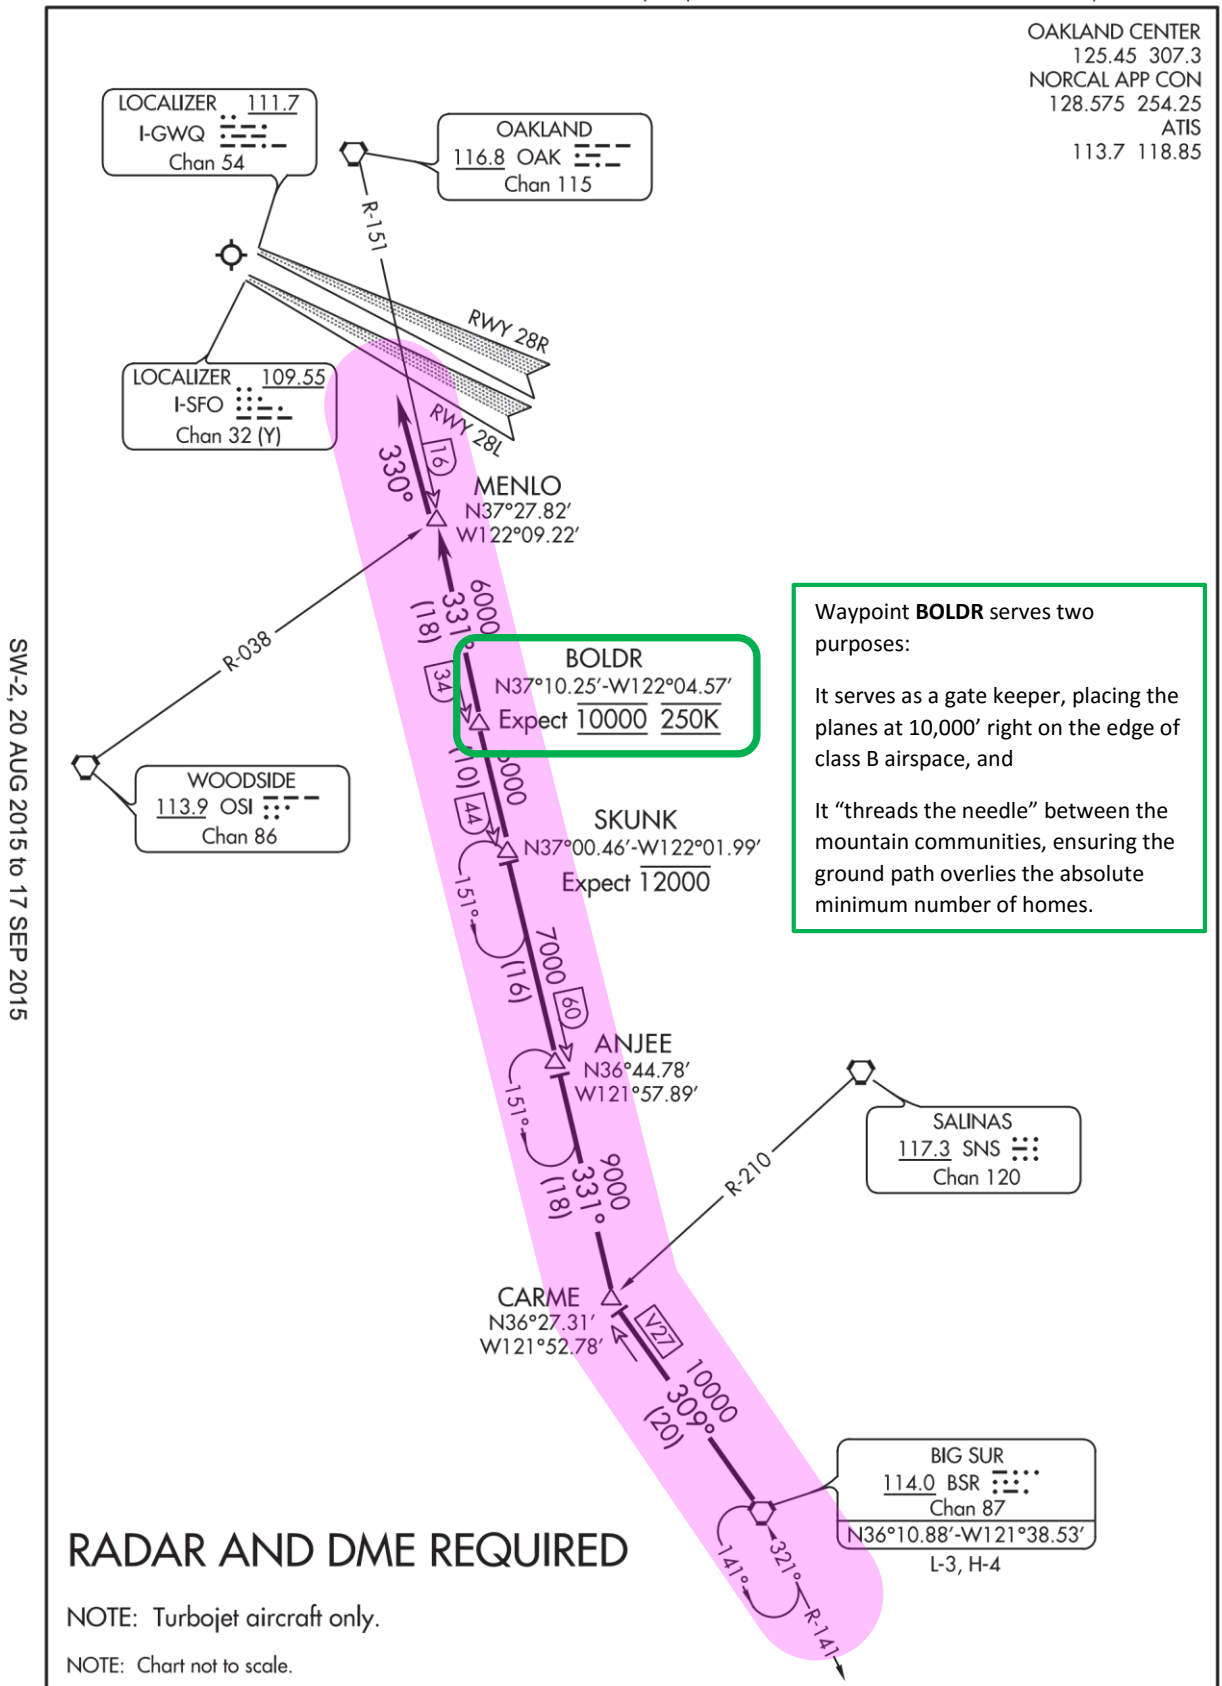 OAKLAND CENTER
125.45 307.3
NORCAL APP CON
128.575 254.25
ATIS
113.7 118.85
LOCALIZER 111.7
I-GWQ
Chan 54
OAKLAND
116.8 OAK
Chan 115
R-151
RWY 28R
LOCALIZER 109.55
I-SFO
Chan 32 (Y)
RWY 28L
16
330°
MENLO
N37°27.82′
W122°09.22′
6000
331°
(18)
R-038
34
BOLDR
N37°10.25′-W122°04.57′
Expect 10000 250K
Waypoint BOLDR serves two
purposes:
It serves as a gate keeper, placing the
planes at 10,000’ right on the edge of
class B airspace, and
It “threads the needle” between the
mountain communities, ensuring the
ground path overlies the absolute
minimum number of homes.
WOODSIDE
113.9 OSI
Chan 86
(10)
44
SKUNK
N37°00.46′-W122°01.99′
Expect 12000
151°
7000
(16)
60
ANJEE
N36°44.78′
W121°57.89′
151°
9000
331°
(18)
SALINAS
117.3 SNS
Chan 120
R-210
CARME
N36°27.31′
W121°52.78′
V27
10000
309°
(20)
BIG SUR
114.0 BSR
Chan 87
N36°10.88′-W121°38.53′
L-3, H-4
141°
321°
R-141
RADAR AND DME REQUIRED
NOTE: Turbojet aircraft only.
NOTE: Chart not to scale.
SW-2, 20 AUG 2015 to 17 SEP 2015